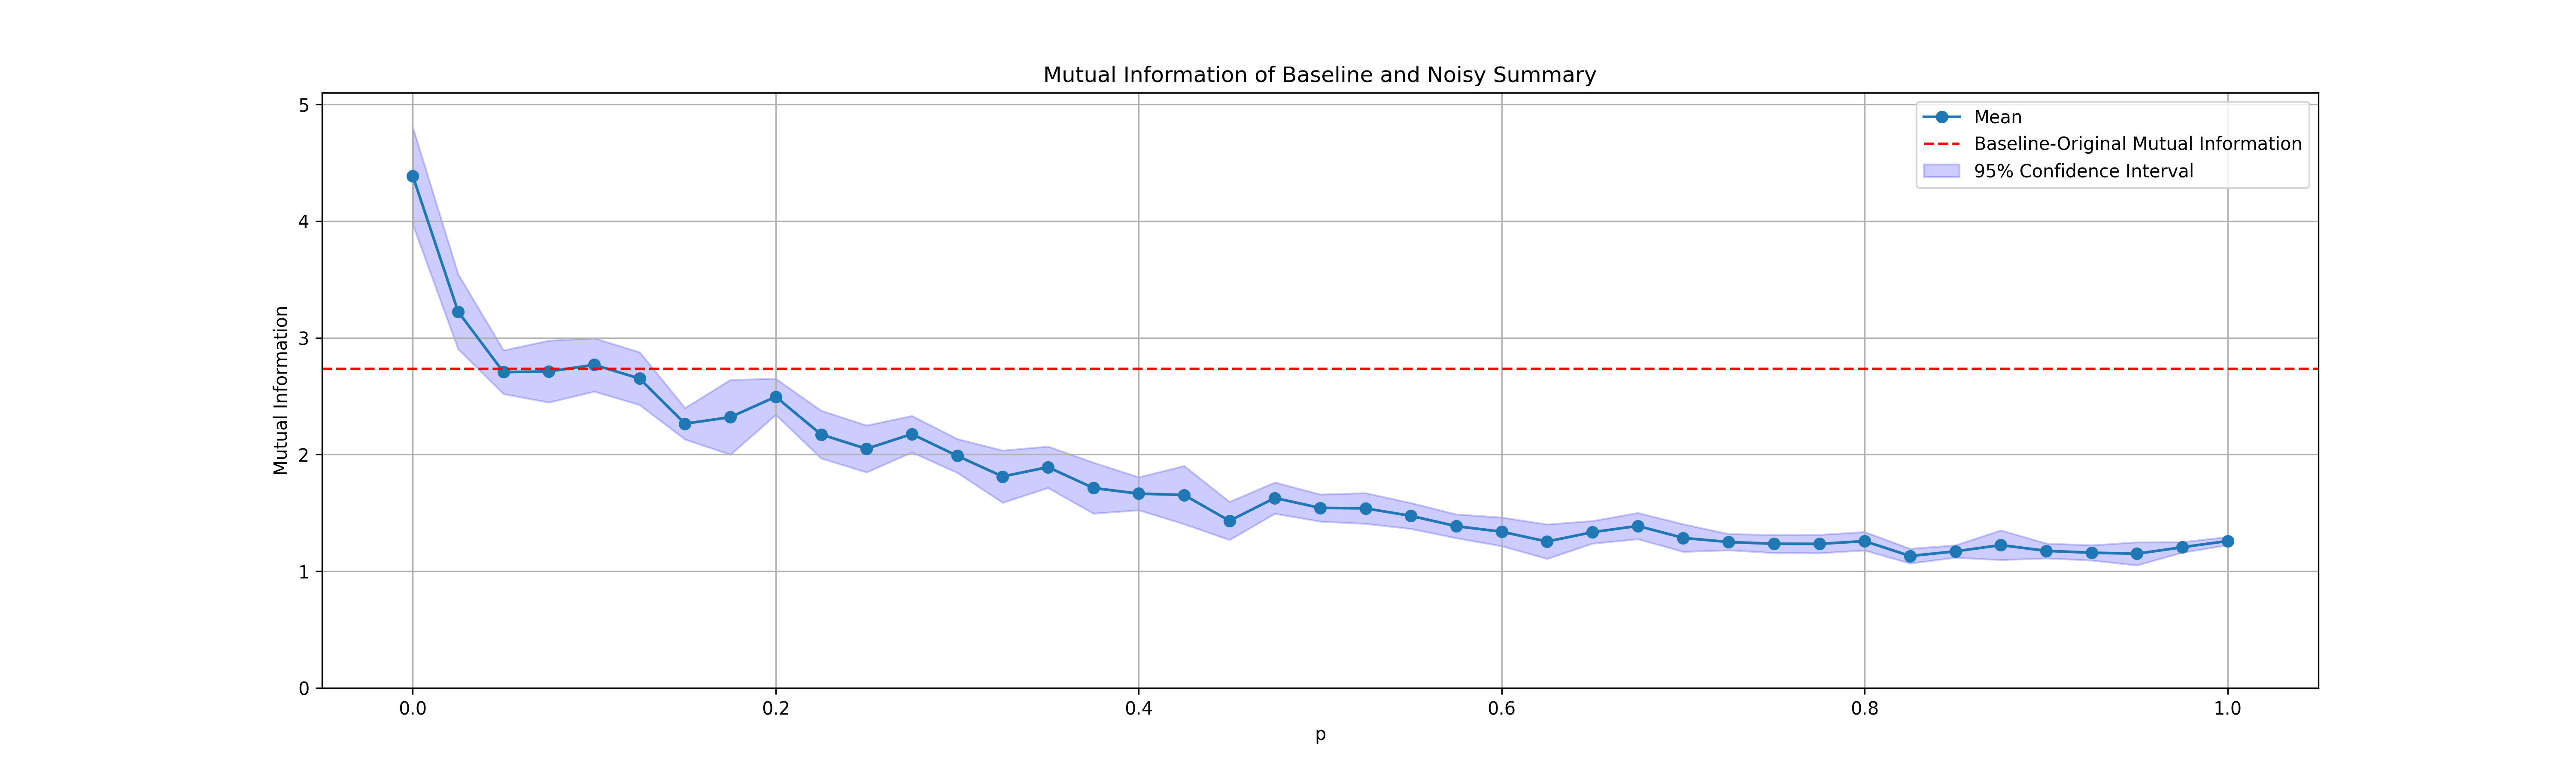 Mutual Information of Baseline and Noisy Summary
Mean
Baseline-Original Mutual Information
95% Confidence Interval
Mutual Information
5
4
3
2
1
0
0.0
0.2
0.4
0.6
0.8
1.0
p